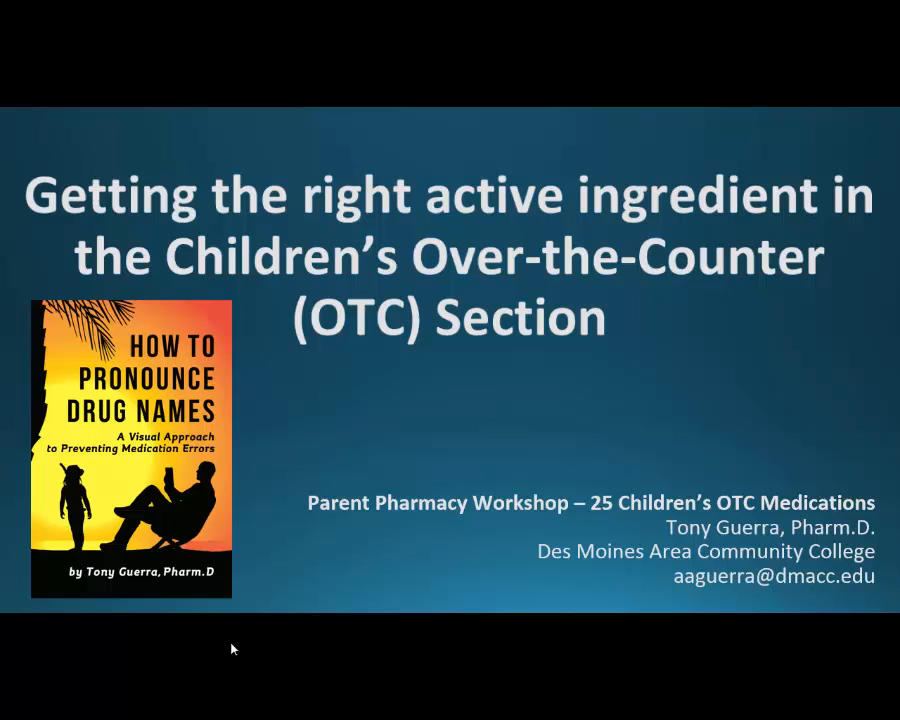 Getting the right active ingredient in
the Children's Over-the-Counter
(OTC) Section
HOW TO
PRONOUNCE
DRUG NAMES
A Visual Approach
to Preventing Medication Errors
by Tony Guerra, Pharm.D
Parent Pharmacy Workshop – 25 Children's OTC Medications
Tony Guerra, Pharm.D.
Des Moines Area Community College
aaguerra@dmacc.edu